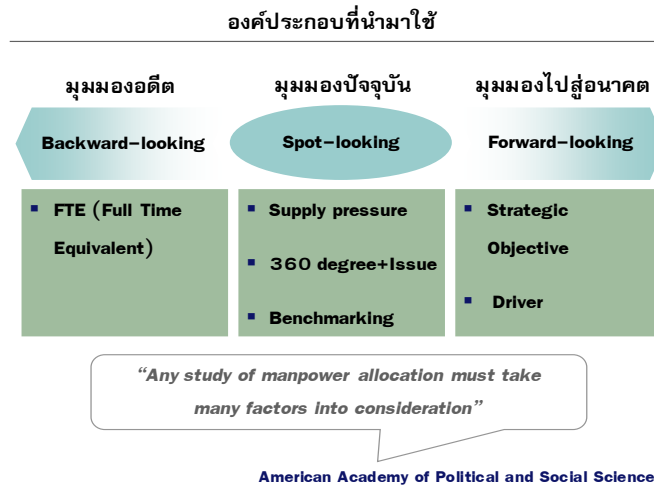 องค์ประกอบที่นำมาใช้
มุมมองอดีต
มุมมองปัจจุบัน
มุมมองไปสู่อนาคต
Backward-looking
Spot-looking
Forward-looking
FTE (Full Time
Equivalent)
Supply pressure
360 degree+Issue
Benchmarking
Strategic
Objective
Driver
“Any study of manpower allocation must take
many factors into consideration”
American Academy of Political and Social Science